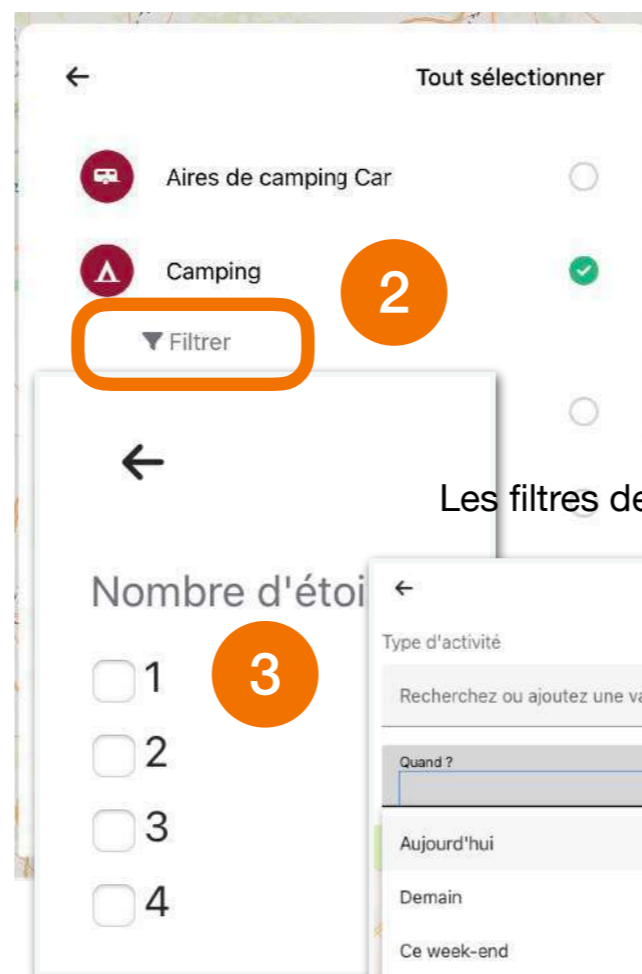 Tout sélectionner
Aires de camping Car
Camping
2
Filtrer
Les filtres de
Nombre d'étoi
3
1
2
3
4
Type d'activité
Recherchez ou ajoutez une va
Quand ?
Aujourd'hui
Demain
Ce week-end